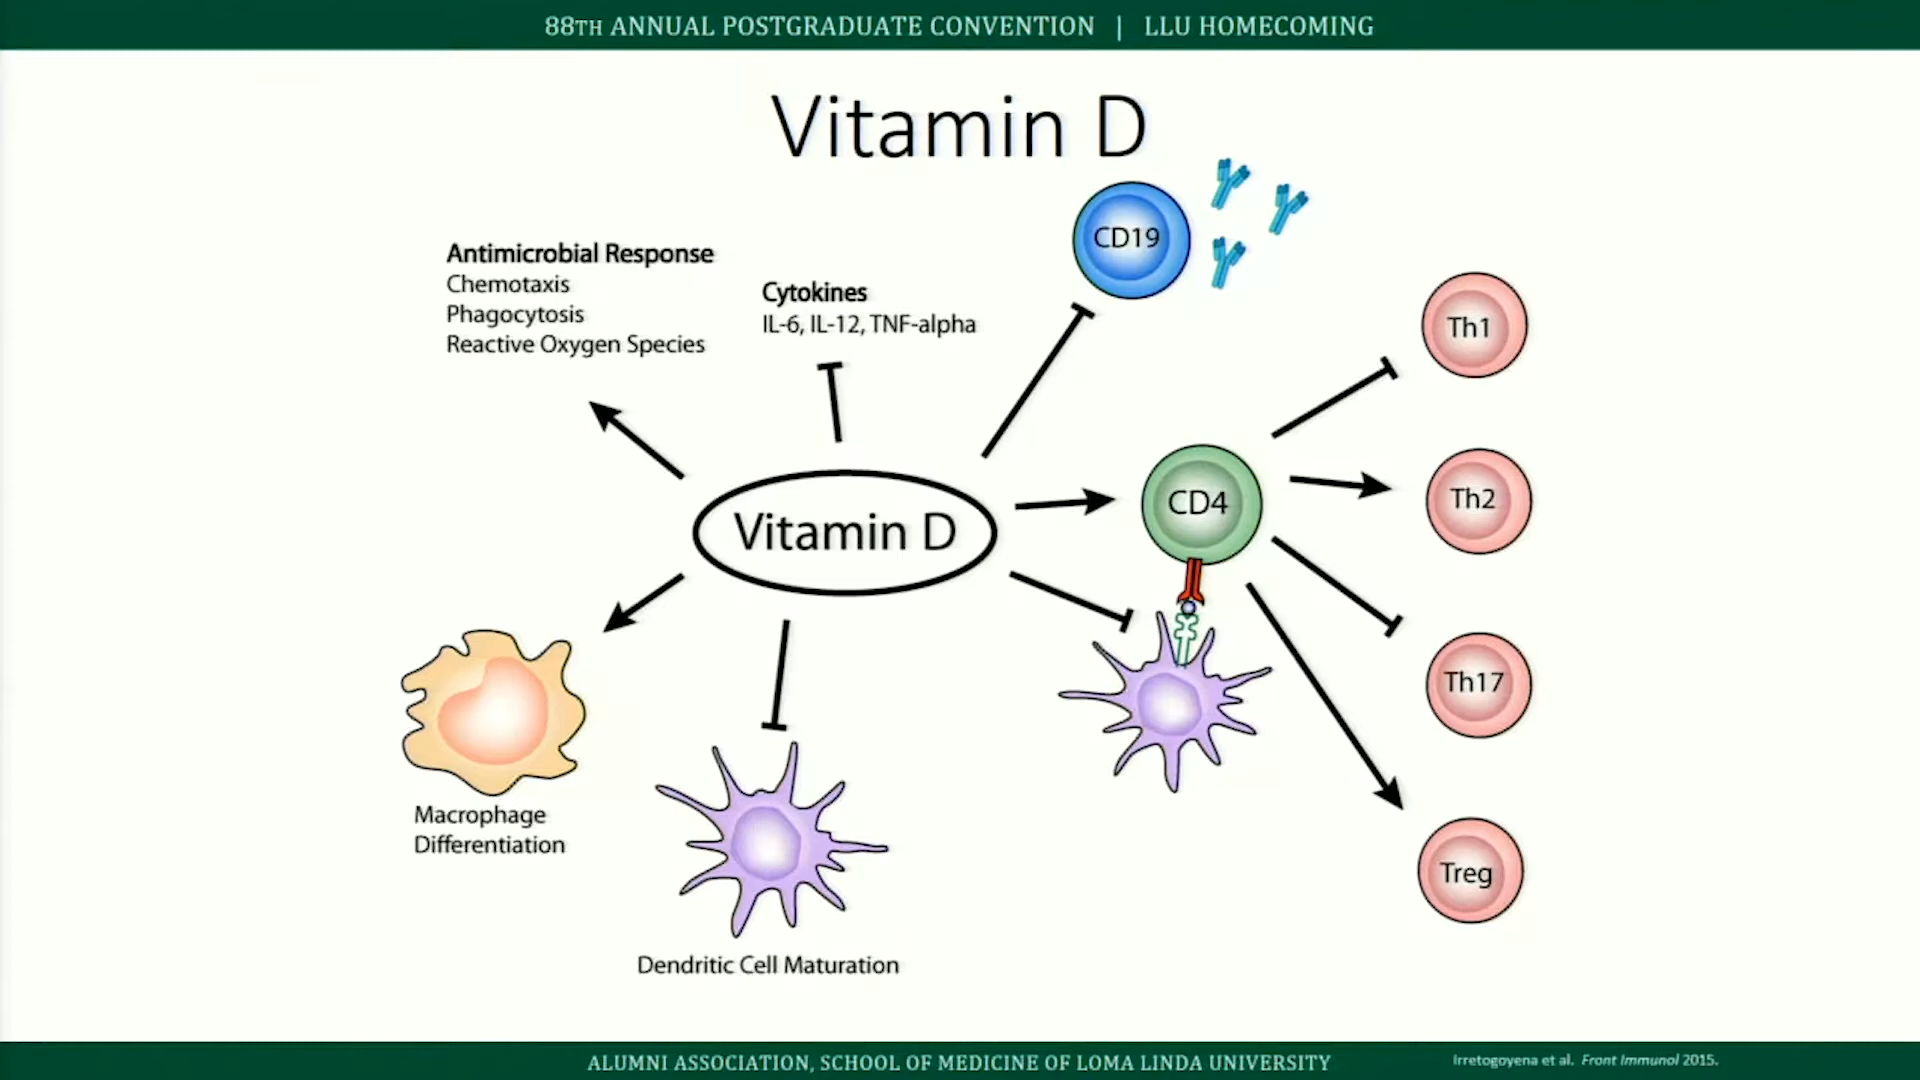 88TH ANNUAL POSTGRADUATE CONVENTION | LLU HOMECOMING
Vitamin D
Antimicrobial Response
Chemotaxis
Phagocytosis
Reactive Oxygen Species
Cytokines
IL-6, IL-12, TNF-alpha
CD19
Th1
Vitamin D
CD4
Th2
Th17
Macrophage
Differentiation
Treg
Dendritic Cell Maturation
ALUMNI ASSOCIATION, SCHOOL OF MEDICINE OF LOMA LINDA UNIVERSITY
Irretogoyena et al. Front Immunol 2015.